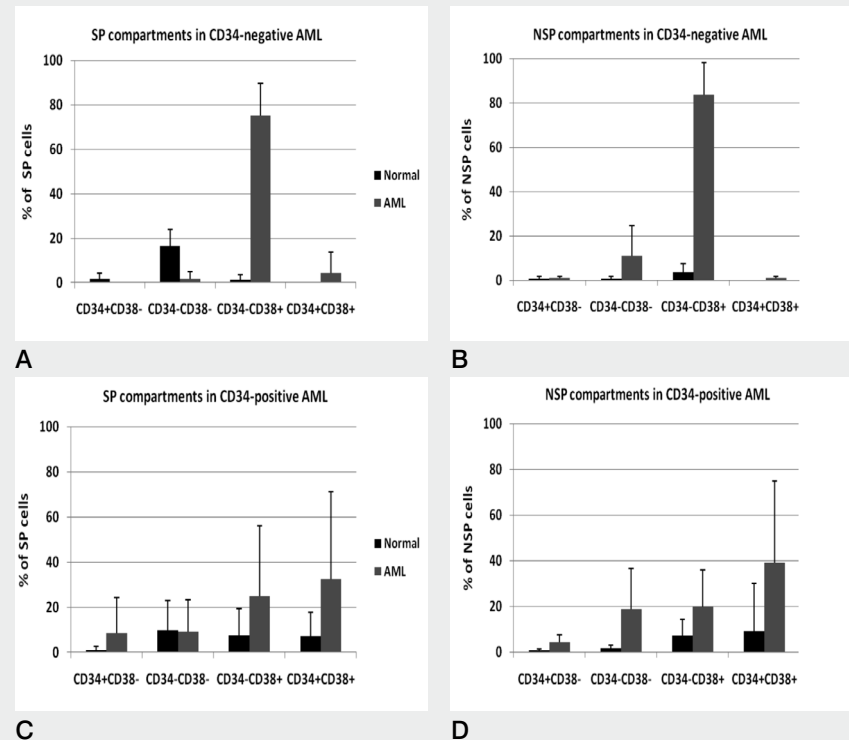 SP compartments in CD34-negative AML
% of SP cells
100
80
60
40
20
0
CD34+CD38- CD34-CD38- CD34-CD38+ CD34+CD38+
Normal
AML
A
NSP compartments in CD34-negative AML
% of NSP cells
100
80
60
40
20
0
CD34+CD38- CD34-CD38- CD34-CD38+ CD34+CD38+
B
SP compartments in CD34-positive AML
% of SP cells
100
80
60
40
20
0
CD34+CD38- CD34-CD38- CD34-CD38+ CD34+CD38+
Normal
AML
C
NSP compartments in CD34-positive AML
% of NSP cells
100
80
60
40
20
0
CD34+CD38- CD34-CD38- CD34-CD38+ CD34+CD38+
D